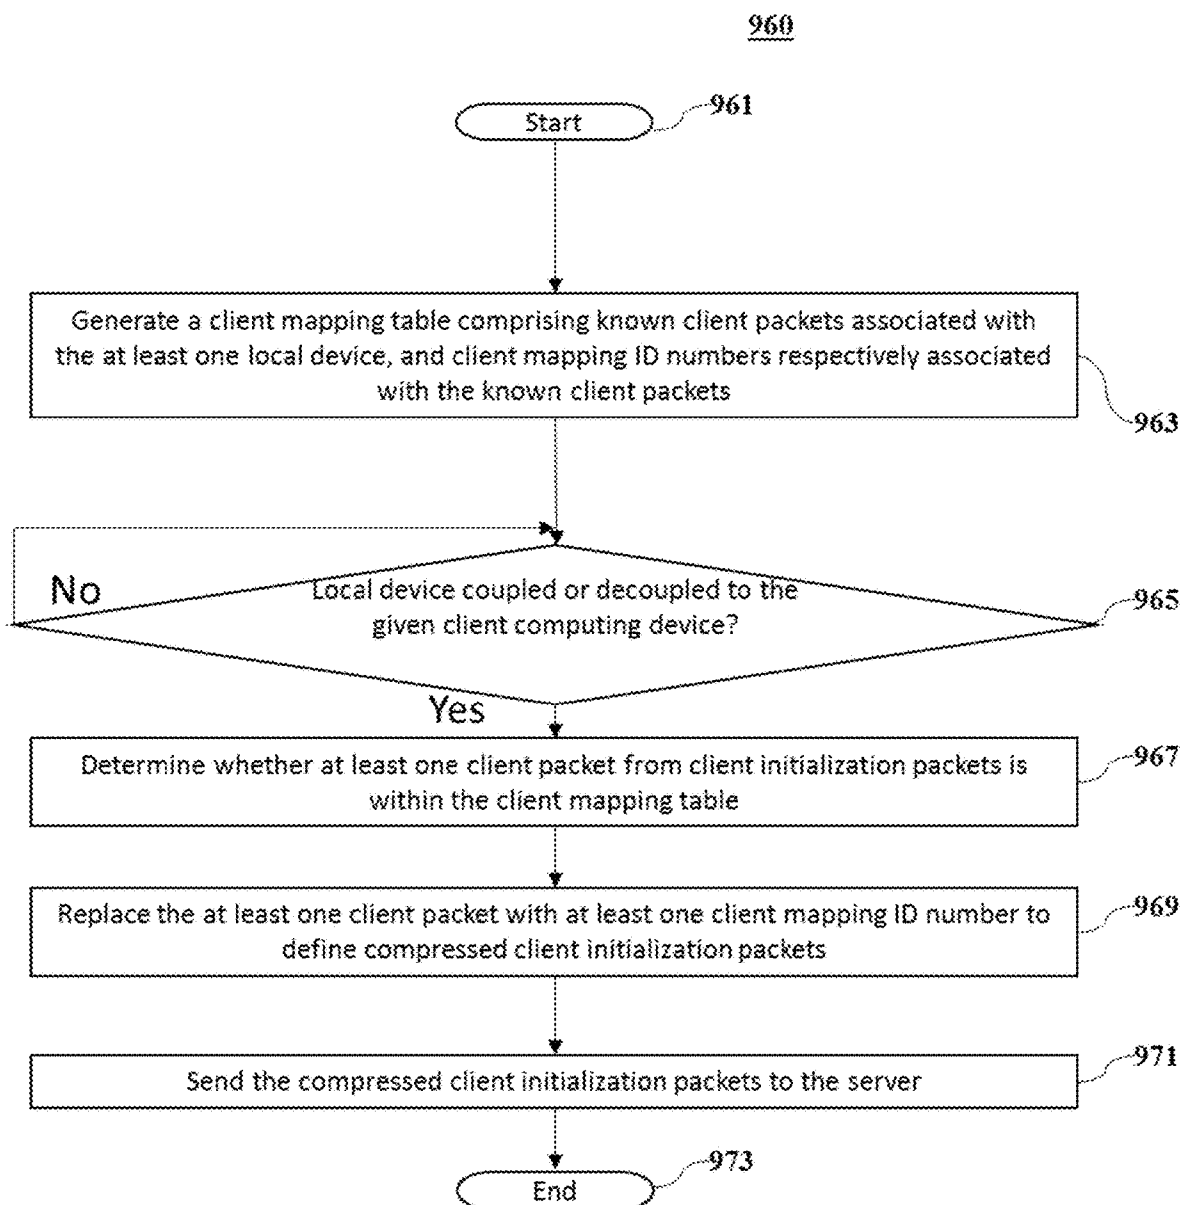 960
Start
961
Generate a client mapping table comprising known client packets associated with
the at least one local device, and client mapping ID numbers respectively associated
with the known client packets
963
No
Local device coupled or decoupled to the
given client computing device?
965
Yes
Determine whether at least one client packet from client initialization packets is
within the client mapping table
967
Replace the at least one client packet with at least one client mapping ID number to
define compressed client initialization packets
969
Send the compressed client initialization packets to the server
971
End
973